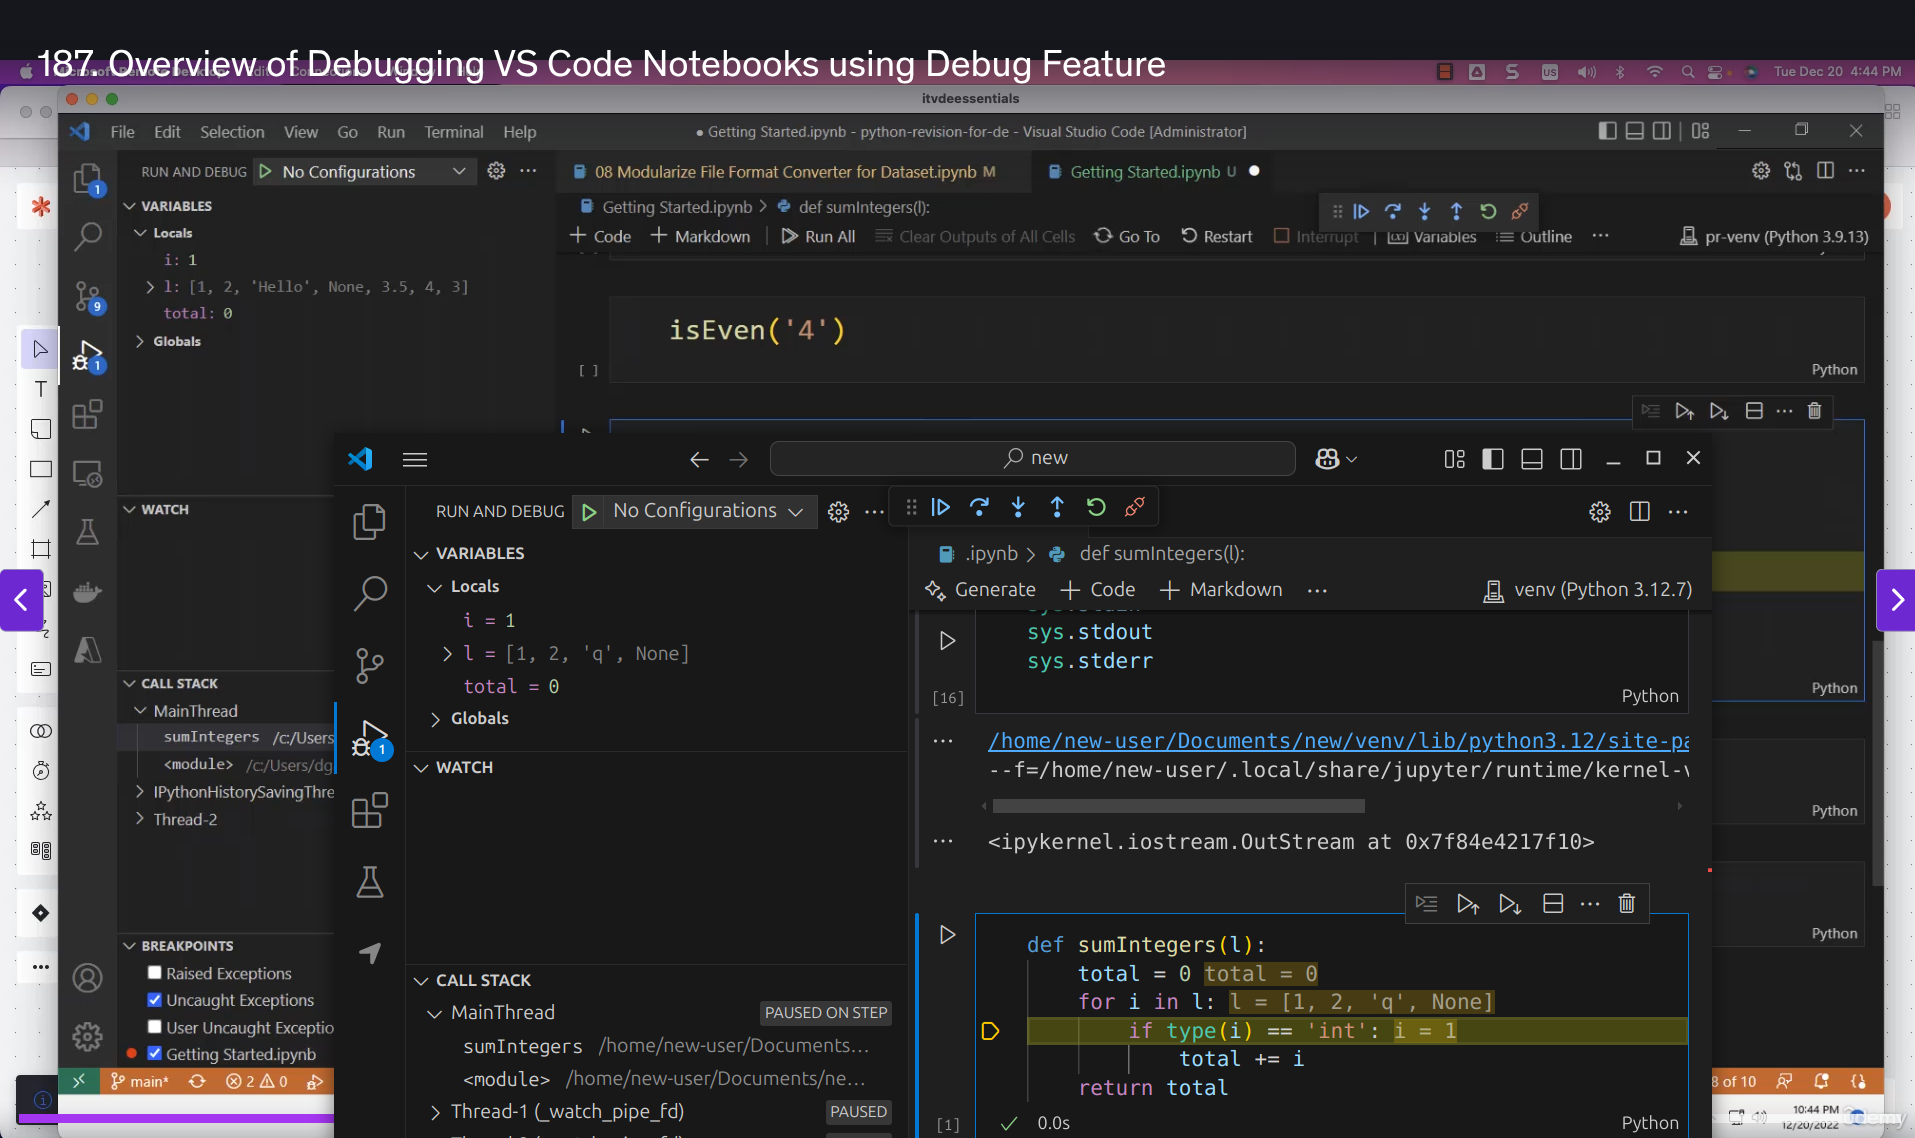 187. Overview of Debugging VS Code Notebooks using Debug Feature
Tue Dec 20 4:44 PM
itvdeessentials
File Edit Selection View Go Run Terminal Help
● Getting Started.ipynb - python-revision-for-de - Visual Studio Code [Administrator]
RUN AND DEBUG No Configurations
08 Modularize File Format Converter for Dataset.ipynb M
Getting Started.ipynb U
VARIABLES
Getting Started.ipynb > def sumIntegers(l):
Locals
+ Code + Markdown Run All Clear Outputs of All Cells Go To Restart Interrupt Variables Outline ··· pr-venv (Python 3.9.13)
i: 1
l: [1, 2, 'Hello', None, 3.5, 4, 3]
total: 0
Globals
isEven('4')
[ ]
Python
new
WATCH
RUN AND DEBUG No Configurations
VARIABLES
Locals
i = 1
l = [1, 2, 'q', None]
total = 0
Globals
WATCH
.ipynb > def sumIntegers(l):
Generate + Code + Markdown ··· venv (Python 3.12.7)
sys.stdout
sys.stderr
[16]
Python
Python
CALL STACK
MainThread
sumIntegers /c:/Users
<module> /c:/Users/dg
IPythonHistorySavingThre
Thread-2
/home/new-user/Documents/new/venv/lib/python3.12/site-pa
--f=/home/new-user/.local/share/jupyter/runtime/kernel-v
<ipykernel.iostream.OutStream at 0x7f84e4217f10>
Python
Python
BREAKPOINTS
Raised Exceptions
Uncaught Exceptions
User Uncaught Exceptio
Getting Started.ipynb
CALL STACK
MainThread PAUSED ON STEP
sumIntegers /home/new-user/Documents...
<module> /home/new-user/Documents/ne...
Thread-1 (_watch_pipe_fd) PAUSED
def sumIntegers(l):
total = 0 total = 0
for i in l: l = [1, 2, 'q', None]
if type(i) == 'int': i = 1
total += i
return total
[1]
0.0s
Python
main* 2 0
8 of 10
10:44 PM
12/20/2022